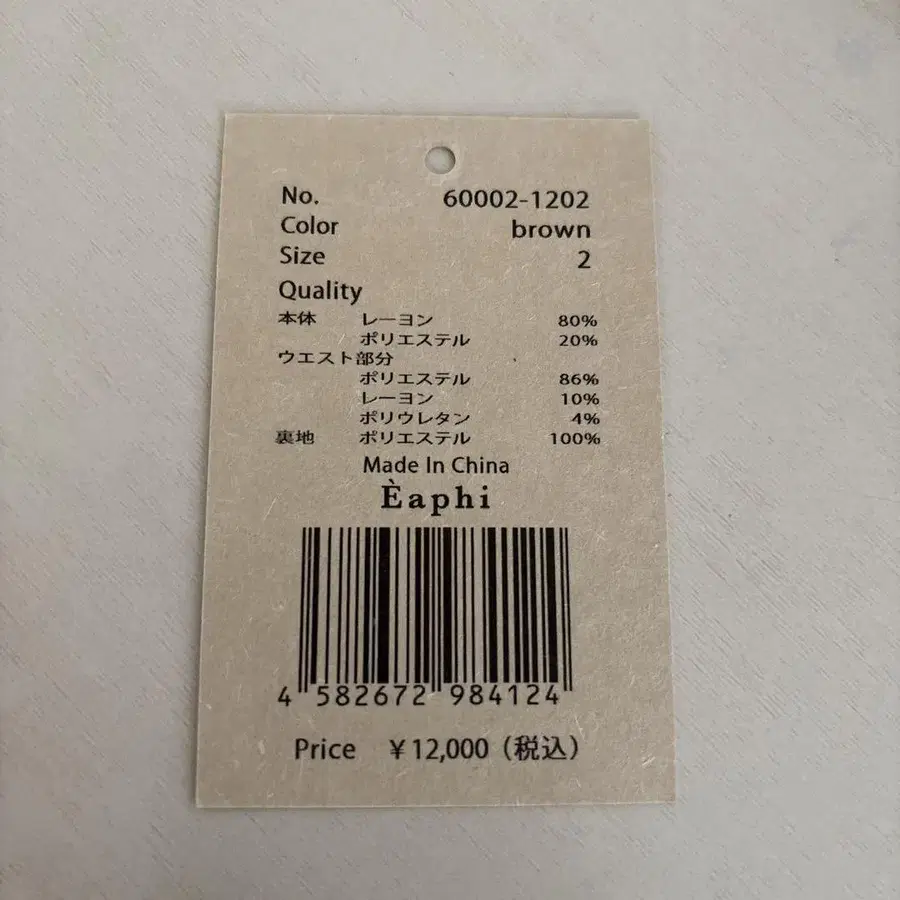 No. 60002-1202
Color brown
Size 2
Quality
本体 レーヨン 80%
ポリエステル 20%
ウエスト部分
ポリエステル 86%
レーヨン 10%
ポリウレタン 4%
裏地 ポリエステル 100%
Made In China
Èaphi
4 582672 984124
Price ¥12,000（税込）